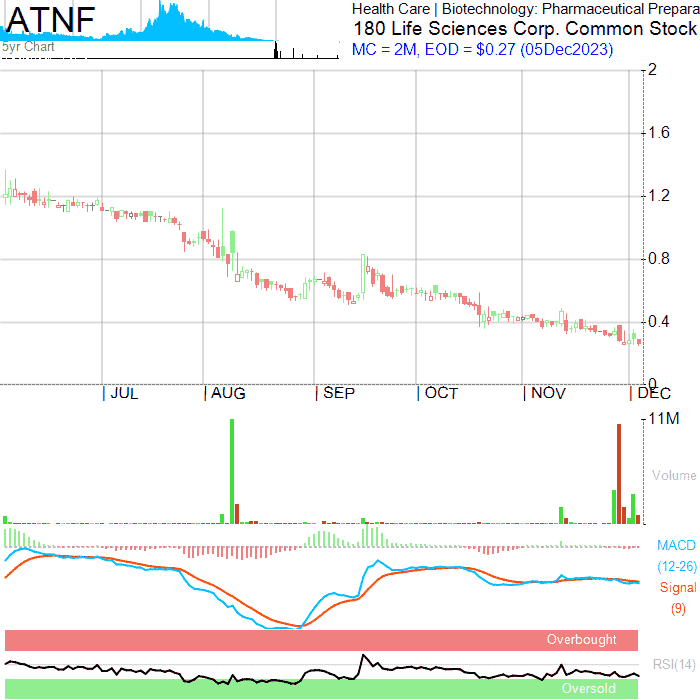 ATNF
5yr Chart
Health Care | Biotechnology: Pharmaceutical Prepara
180 Life Sciences Corp. Common Stock
MC = 2M, EOD = $0.27 (05Dec2023)
2
1.6
1.2
0.8
0.4
0
| JUL | AUG | SEP | OCT | NOV | DEC
11M
Volume
MACD
(12-26)
Signal
(9)
Overbought
RSI(14)
Oversold